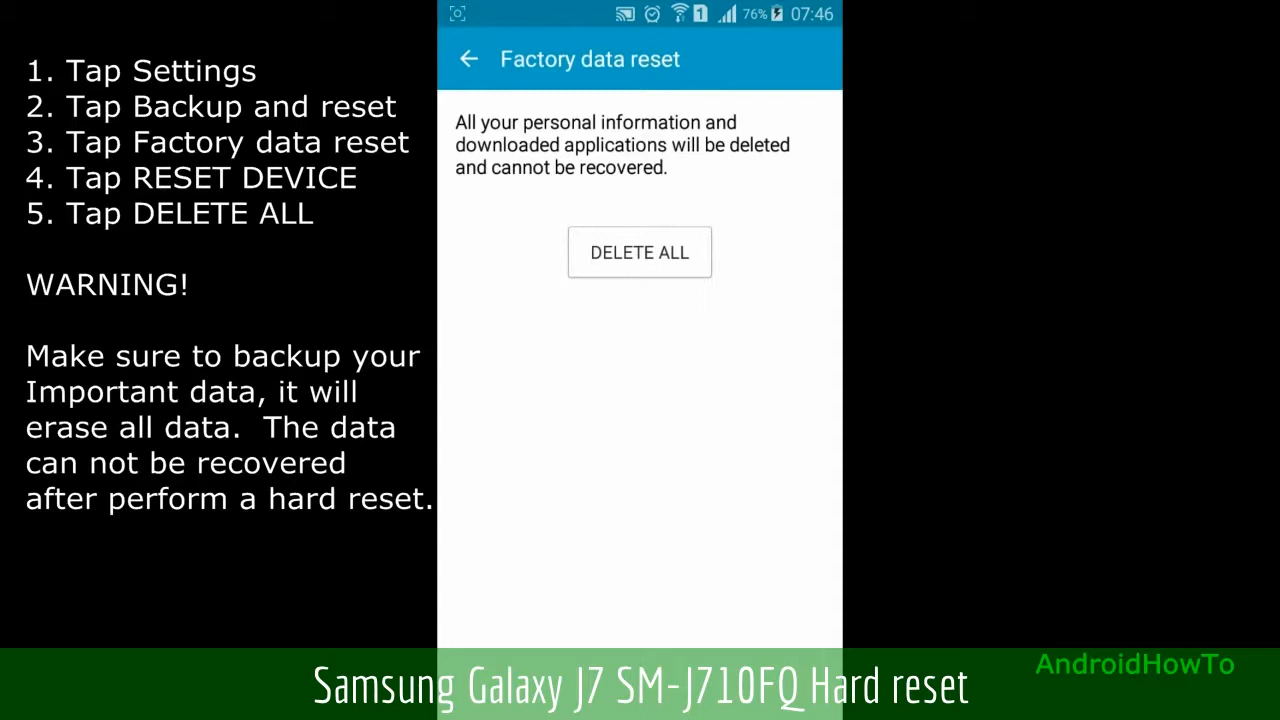 1. Tap Settings
2. Tap Backup and reset
3. Tap Factory data reset
4. Tap RESET DEVICE
5. Tap DELETE ALL
WARNING!
Make sure to backup your
Important data, it will
erase all data. The data
can not be recovered
after perform a hard reset.
1 76% 07:46
Factory data reset
All your personal information and
downloaded applications will be deleted
and cannot be recovered.
DELETE ALL
AndroidHowTo
Samsung Galaxy J7 SM-J710FQ Hard reset